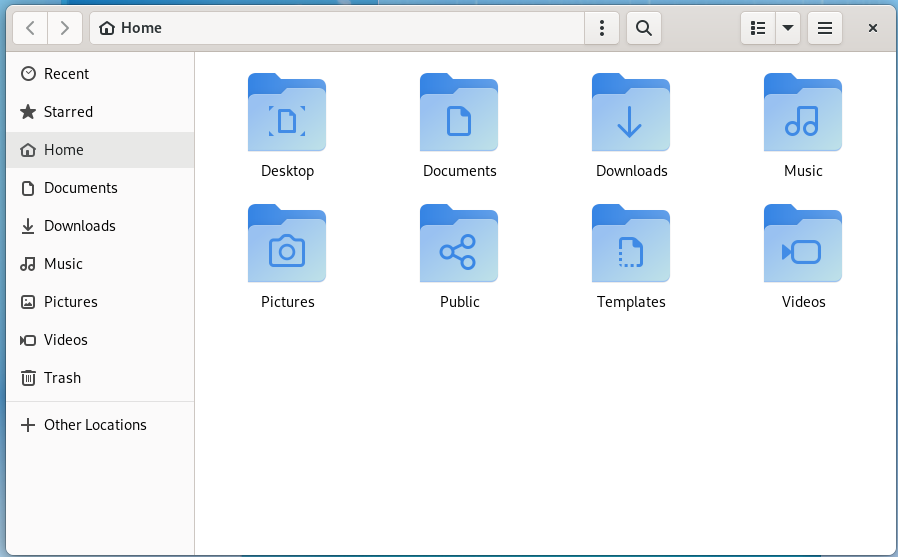 Home
Recent
Starred
Home
Documents
Downloads
Music
Pictures
Videos
Trash
Other Locations
Desktop
Documents
Downloads
Music
Pictures
Public
Templates
Videos